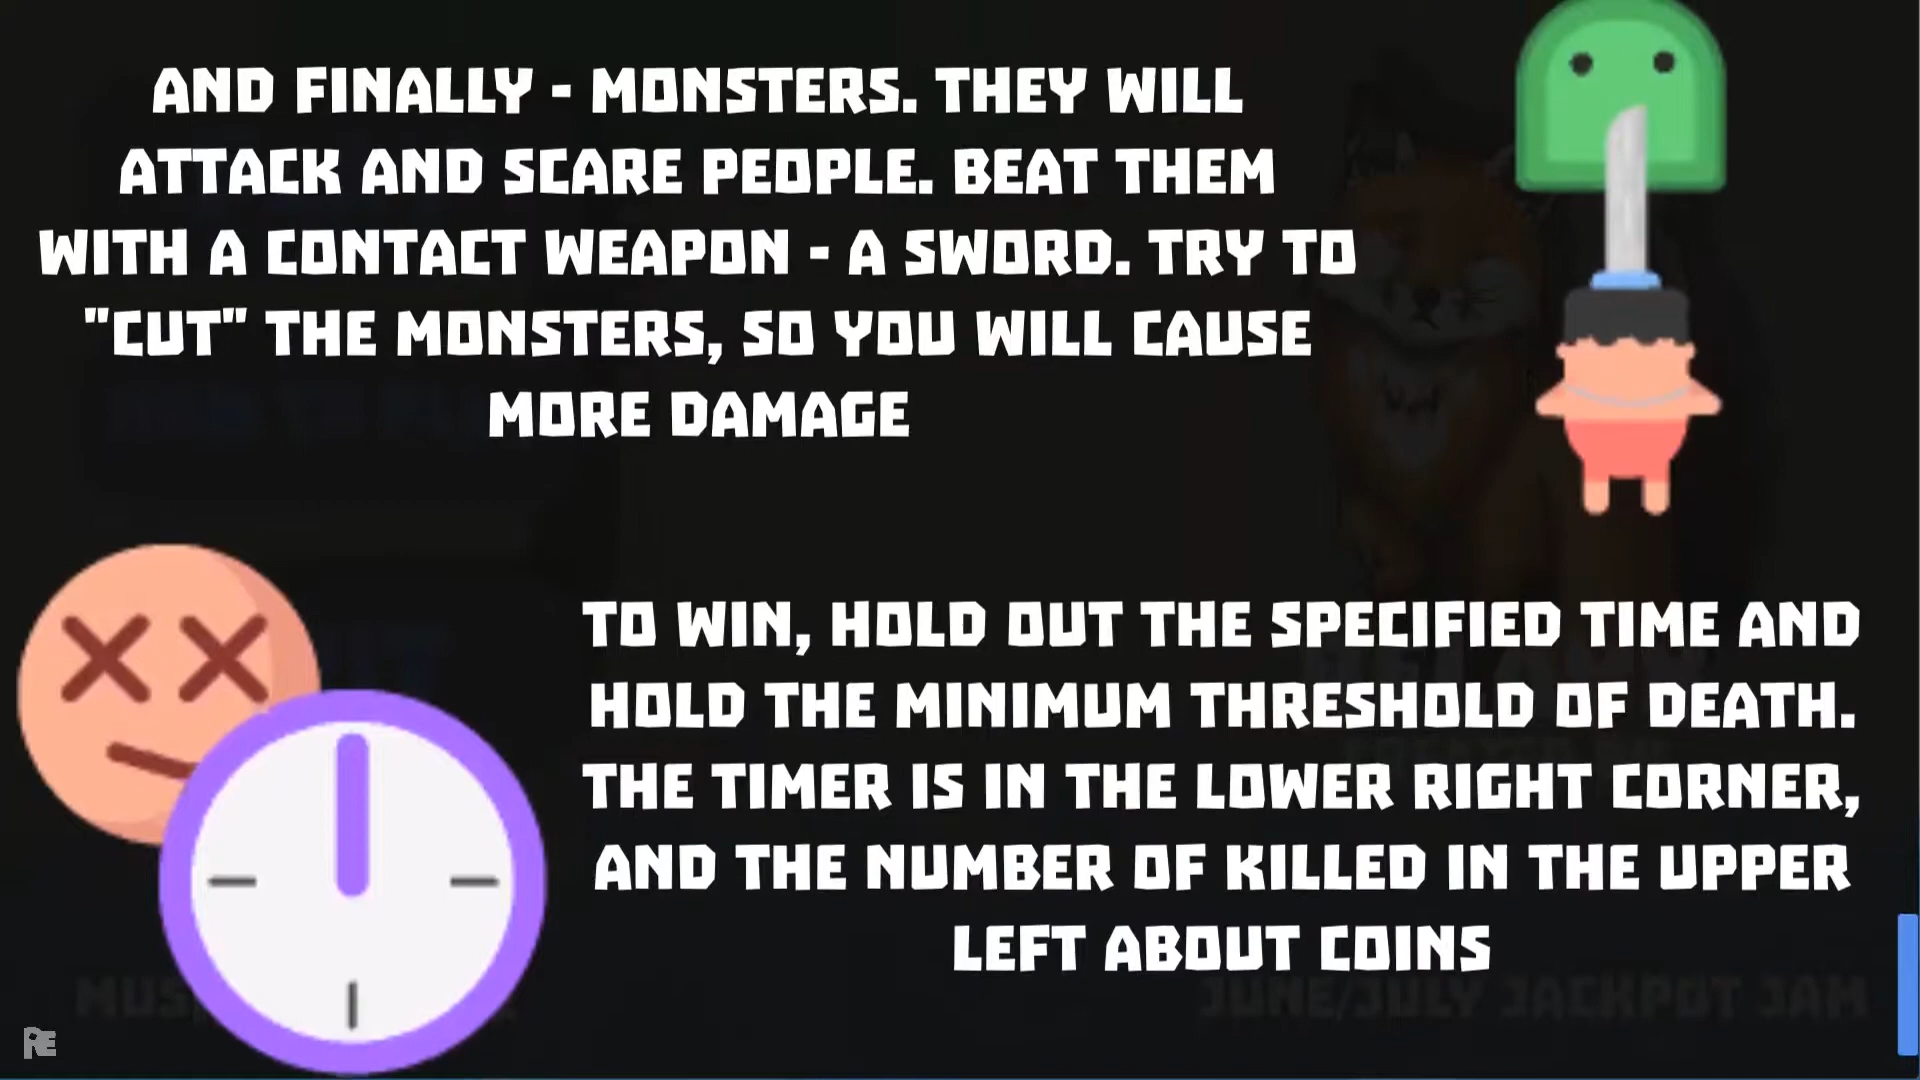 AND FINALLY - MONSTERS. THEY WILL
ATTACK AND SCARE PEOPLE. BEAT THEM
WITH A CONTACT WEAPON - A SWORD. TRY TO
"CUT" THE MONSTERS, SO YOU WILL CAUSE
MORE DAMAGE
TO WIN, HOLD OUT THE SPECIFIED TIME AND
HOLD THE MINIMUM THRESHOLD OF DEATH.
THE TIMER IS IN THE LOWER RIGHT CORNER,
AND THE NUMBER OF KILLED IN THE UPPER
LEFT ABOUT COINS
JUNE/JULY JACKPOT JAM
RE